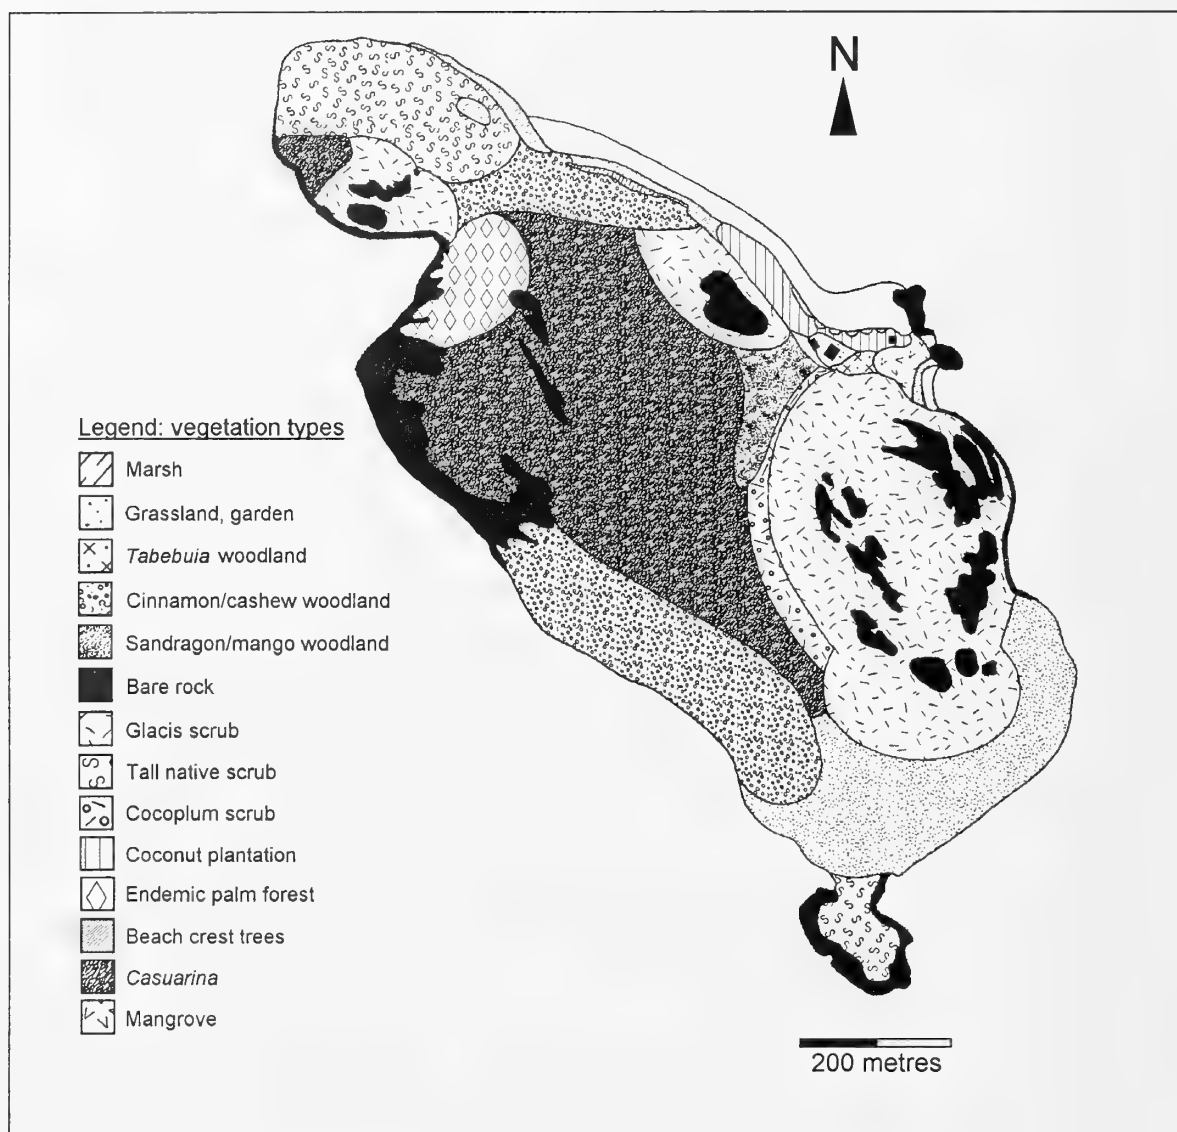 N
Legend: vegetation types
Marsh
Grassland, garden
Tabebuia woodland
Cinnamon/cashew woodland
Sandragon/mango woodland
Bare rock
Glacis scrub
Tall native scrub
Cocoplum scrub
Coconut plantation
Endemic palm forest
Beach crest trees
Casuarina
Mangrove
200 metres